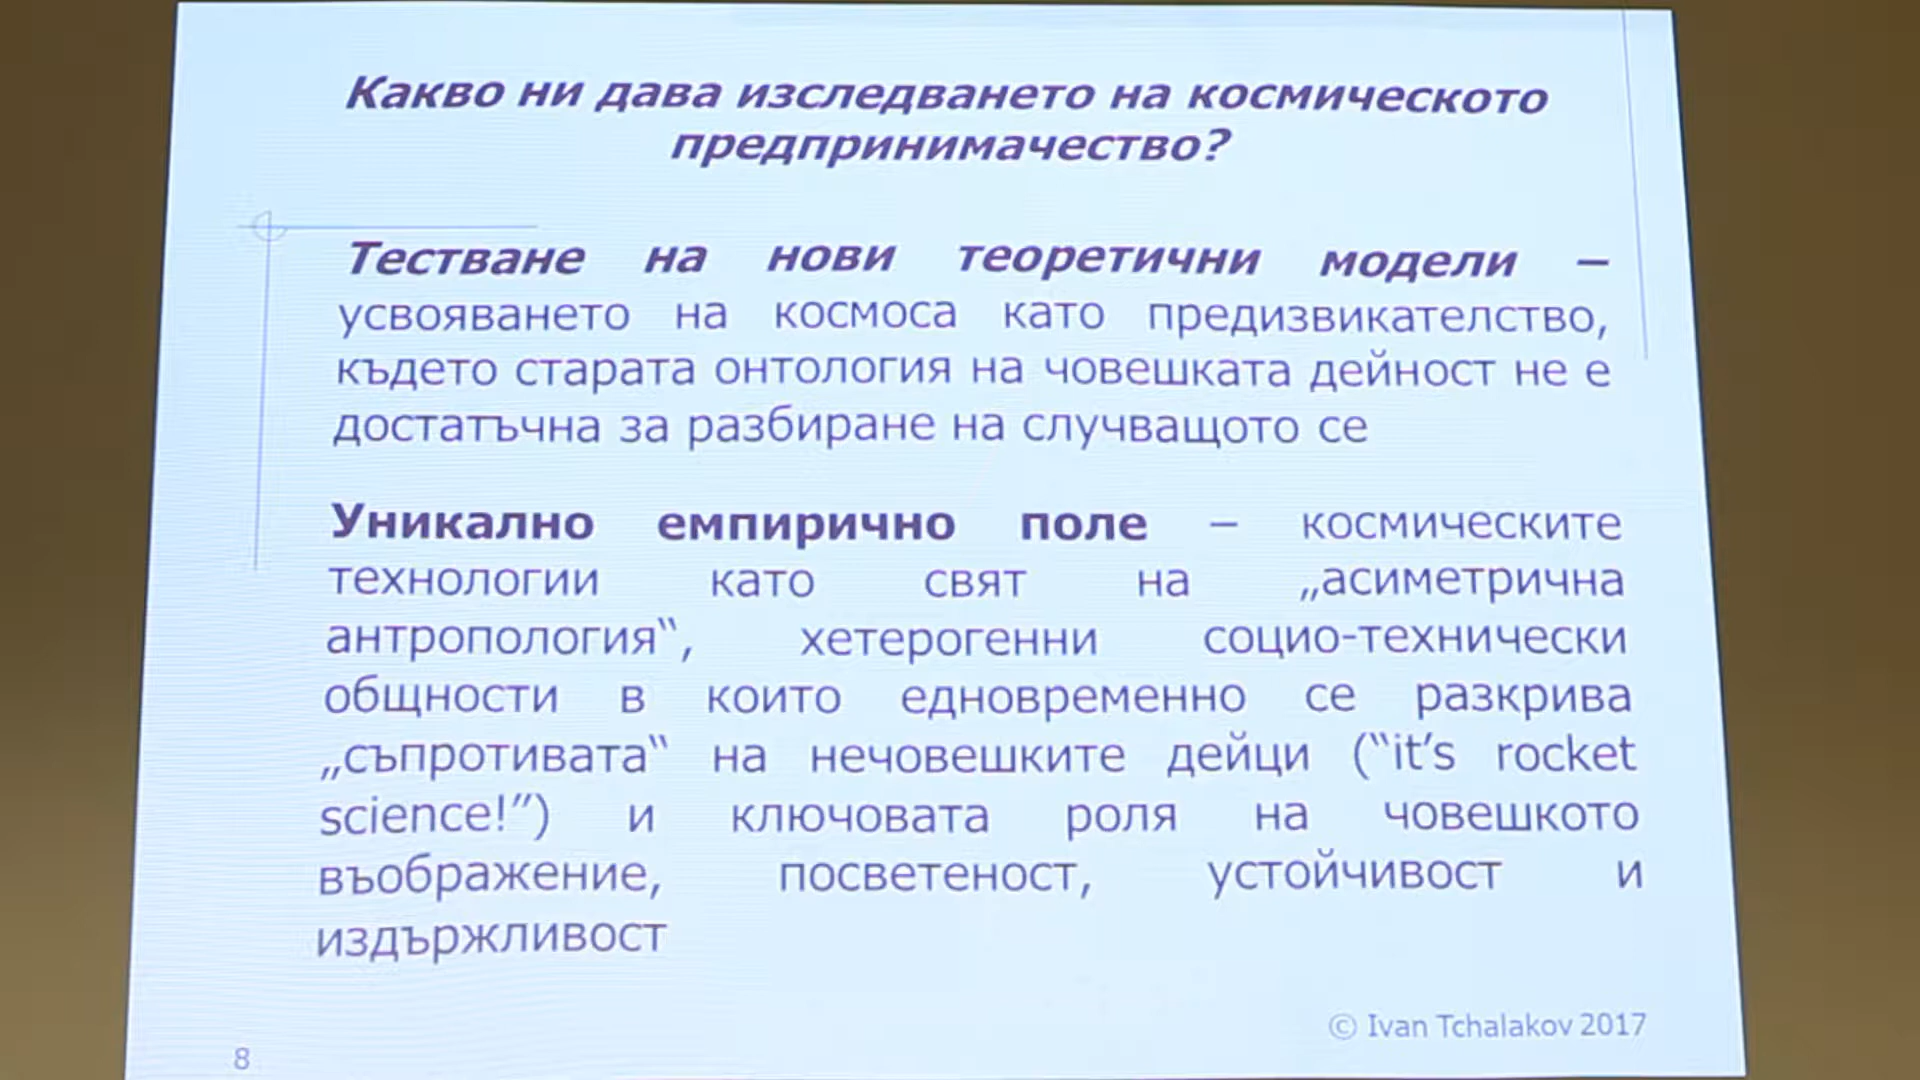 Какво ни дава изследването на космическото
предпринимачество?
Тестване на нови теоретични модели –
усвояването на космоса като предизвикателство,
където старата онтология на човешката дейност не е
достатъчна за разбиране на случващото се
Уникално емпирично поле – космическите
технологии като свят на „асиметрична
антропология“, хетерогенни социо-технически
общности в които едновременно се разкрива
„съпротивата“ на нечовешките дейци (“it’s rocket
science!”) и ключовата роля на човешкото
въображение, посветеност, устойчивост и
издържливост
© Ivan Tchalakov 2017
8